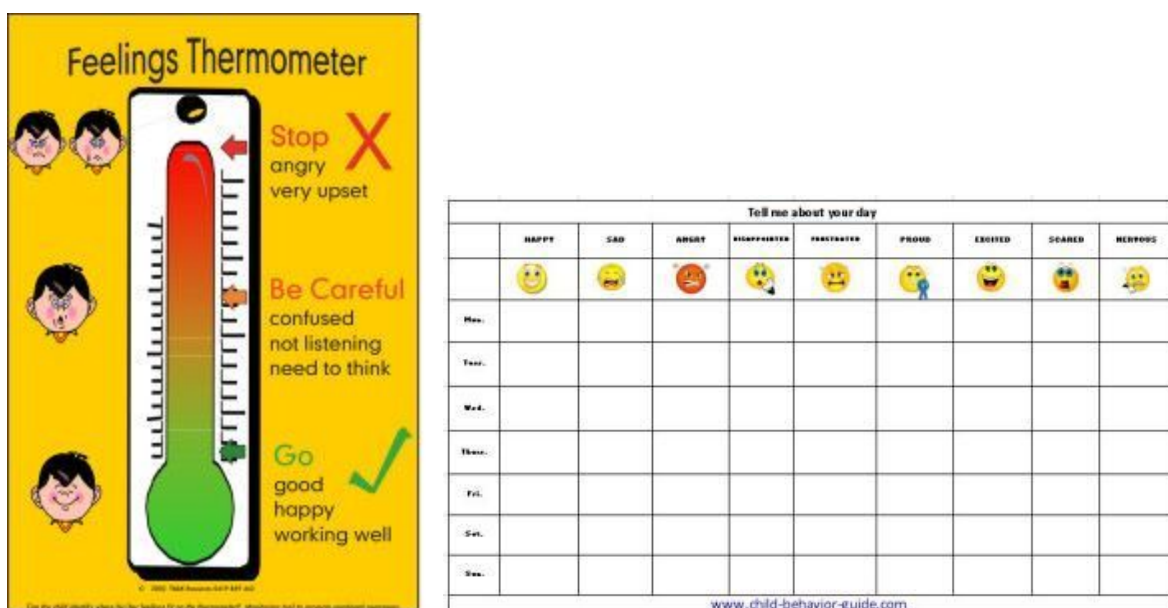 Feelings Thermometer
Stop X
angry
very upset
Be Careful
confused
not listening
need to think
Go
good
happy
working well
Tell me about your day
HAPPY SAD ANGRY DISAPPOINTED FRUSTRATED PROUD EXCITED SCARED NERVOUS
Mon.
Tues.
Wed.
Thurs.
Fri.
Sat.
Sun.
www.child-behavior-guide.com